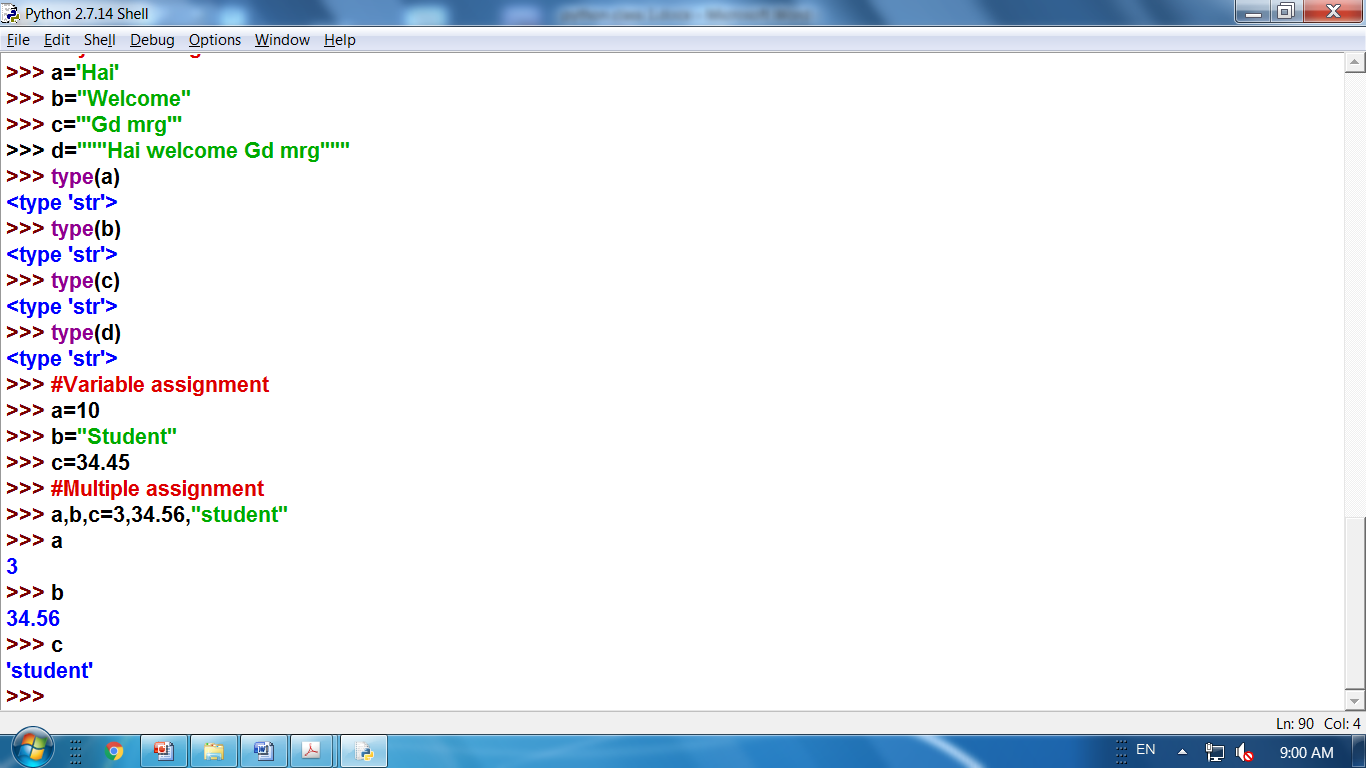 Python 2.7.14 Shell
File Edit Shell Debug Options Window Help
>>> a='Hai'
>>> b="Welcome"
>>> c='''Gd mrg'''
>>> d="""Hai welcome Gd mrg"""
>>> type(a)
<type 'str'>
>>> type(b)
<type 'str'>
>>> type(c)
<type 'str'>
>>> type(d)
<type 'str'>
>>> #Variable assignment
>>> a=10
>>> b="Student"
>>> c=34.45
>>> #Multiple assignment
>>> a,b,c=3,34.56,"student"
>>> a
3
>>> b
34.56
>>> c
'student'
>>>
Ln: 90 Col: 4
EN 9:00 AM